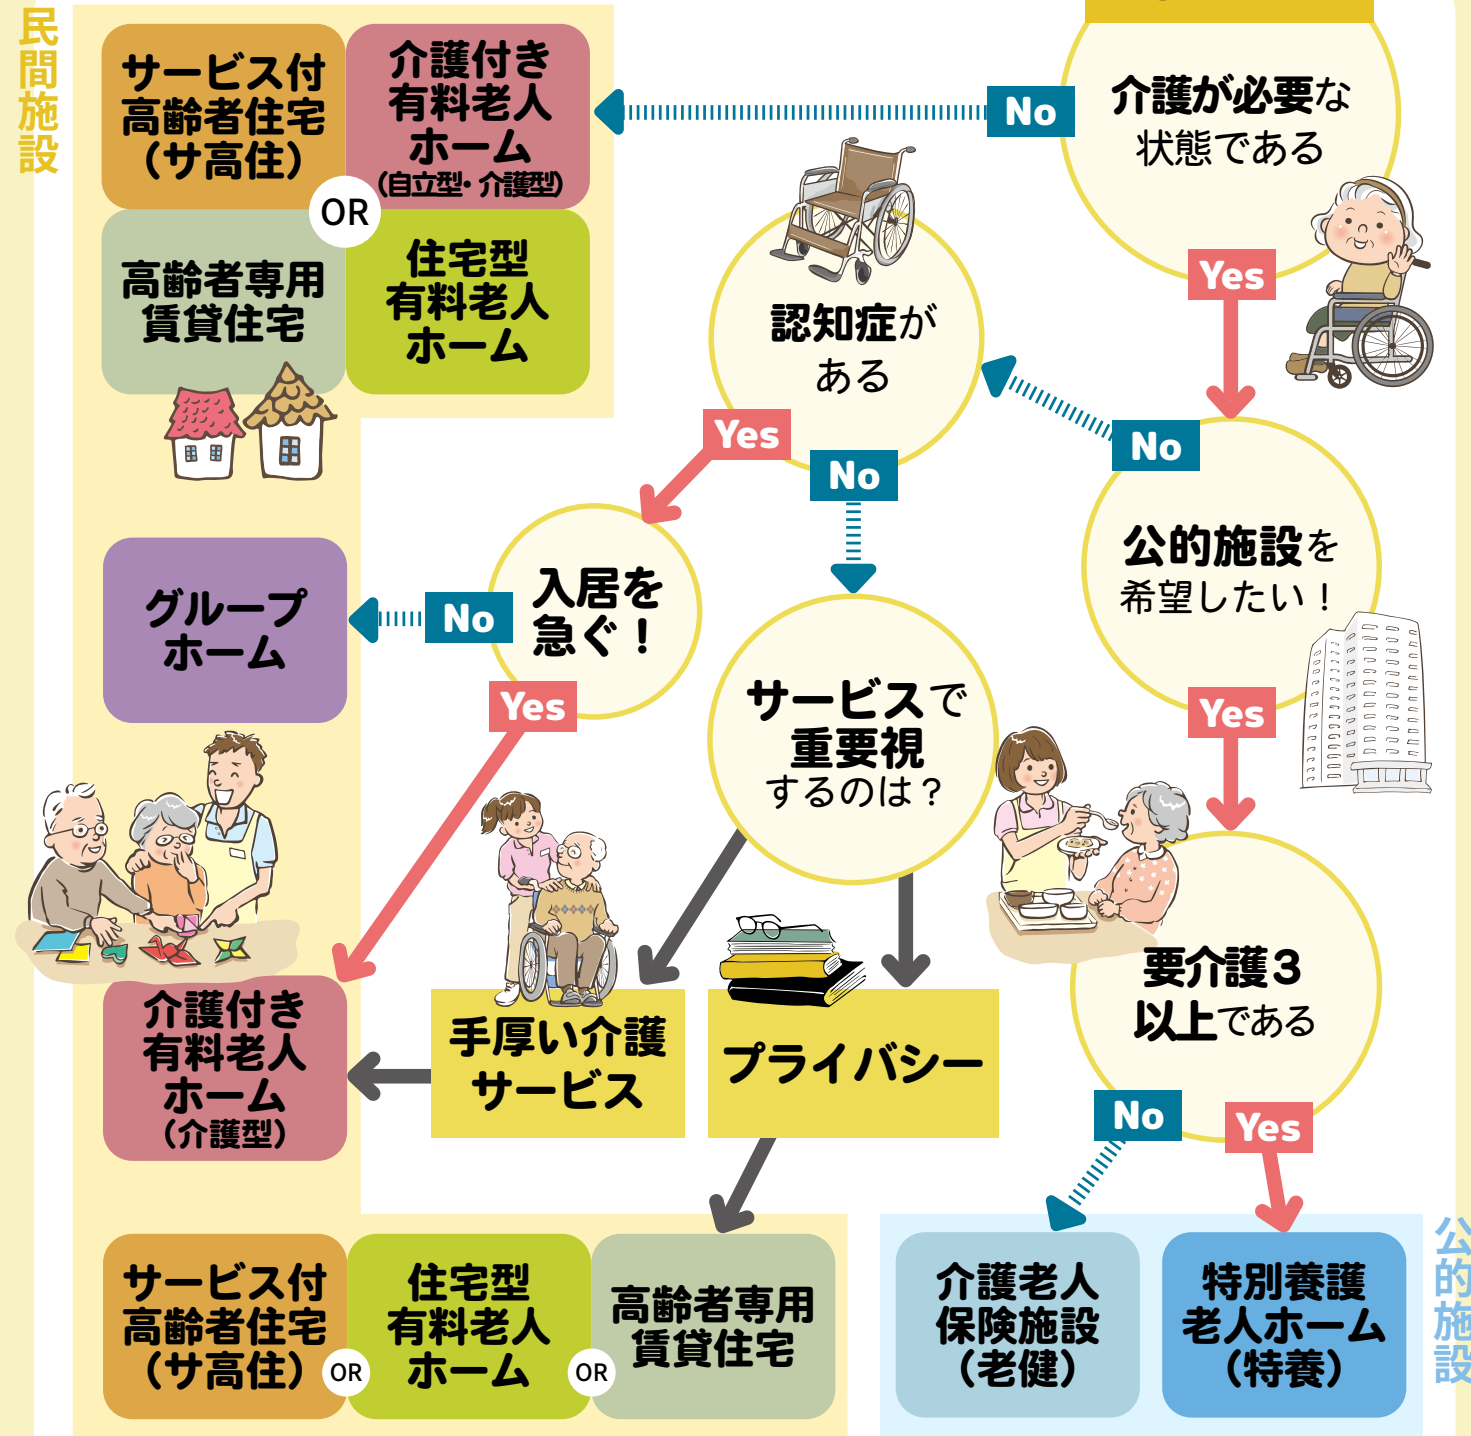 民間施設
サービス付
高齢者住宅
（サ高住）
介護付き
有料老人
ホーム
（自立型・介護型）
OR
高齢者専用
賃貸住宅
住宅型
有料老人
ホーム
No
介護が必要な
状態である
Yes
認知症が
ある
Yes
No
No
公的施設を
希望したい！
Yes
グループ
ホーム
No
入居を
急ぐ！
Yes
サービスで
重要視
するのは？
要介護３
以上である
No
Yes
介護付き
有料老人
ホーム
（介護型）
手厚い介護
サービス
プライバシー
サービス付
高齢者住宅
（サ高住）
OR
住宅型
有料老人
ホーム
OR
高齢者専用
賃貸住宅
介護老人
保険施設
（老健）
特別養護
老人ホーム
（特養）
公的施設